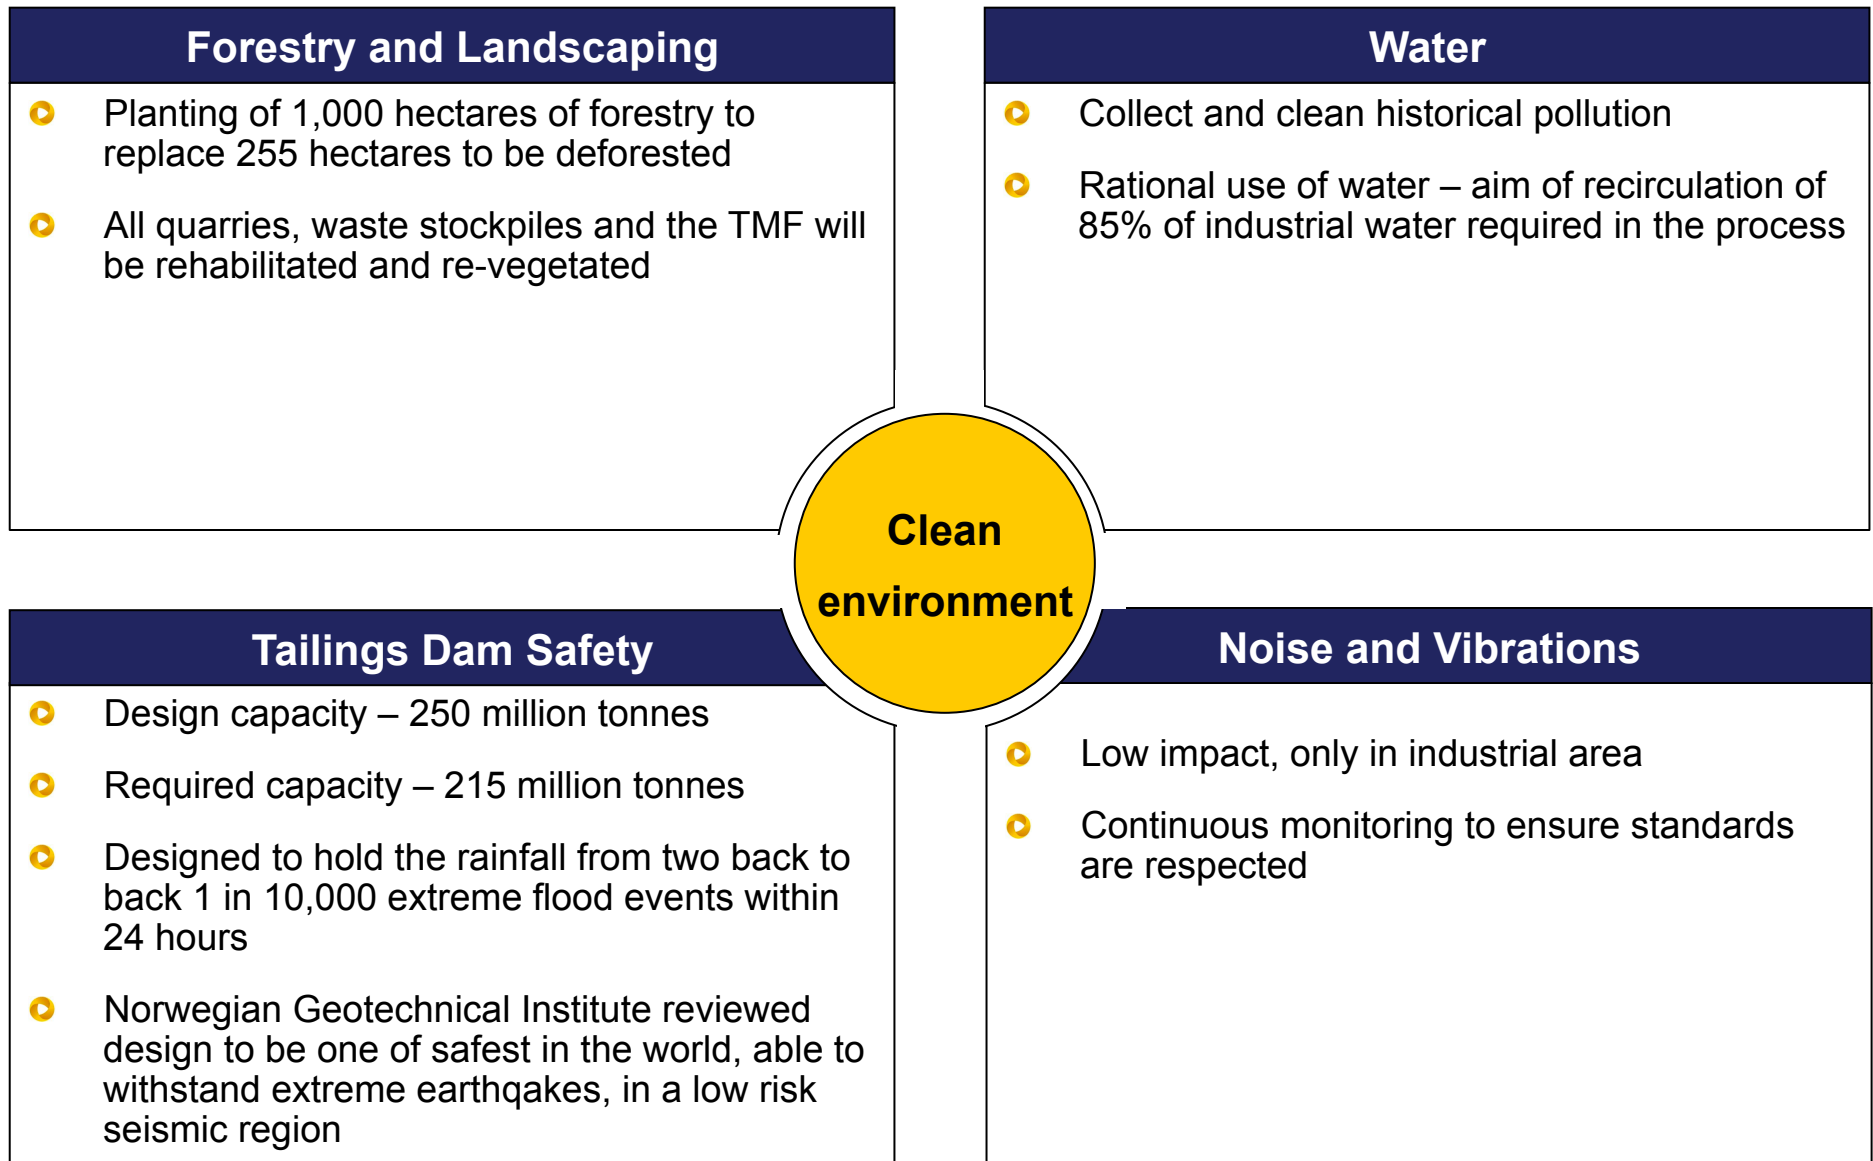 Forestry and Landscaping
Planting of 1,000 hectares of forestry to
replace 255 hectares to be deforested
All quarries, waste stockpiles and the TMF will
be rehabilitated and re-vegetated
Water
Collect and clean historical pollution
Rational use of water – aim of recirculation of
85% of industrial water required in the process
Clean
environment
Tailings Dam Safety
Design capacity – 250 million tonnes
Required capacity – 215 million tonnes
Designed to hold the rainfall from two back to
back 1 in 10,000 extreme flood events within
24 hours
Norwegian Geotechnical Institute reviewed
design to be one of safest in the world, able to
withstand extreme earthqakes, in a low risk
seismic region
Noise and Vibrations
Low impact, only in industrial area
Continuous monitoring to ensure standards
are respected